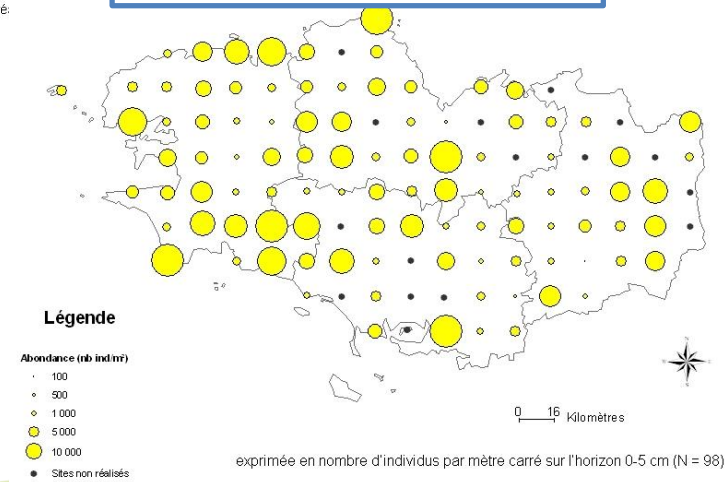 é:
Légende
Abondance (nb ind/m²)
100
500
1 000
5 000
10 000
Sites non réalisés
0 16 Kilomètres
exprimée en nombre d'individus par mètre carré sur l'horizon 0-5 cm (N = 98)